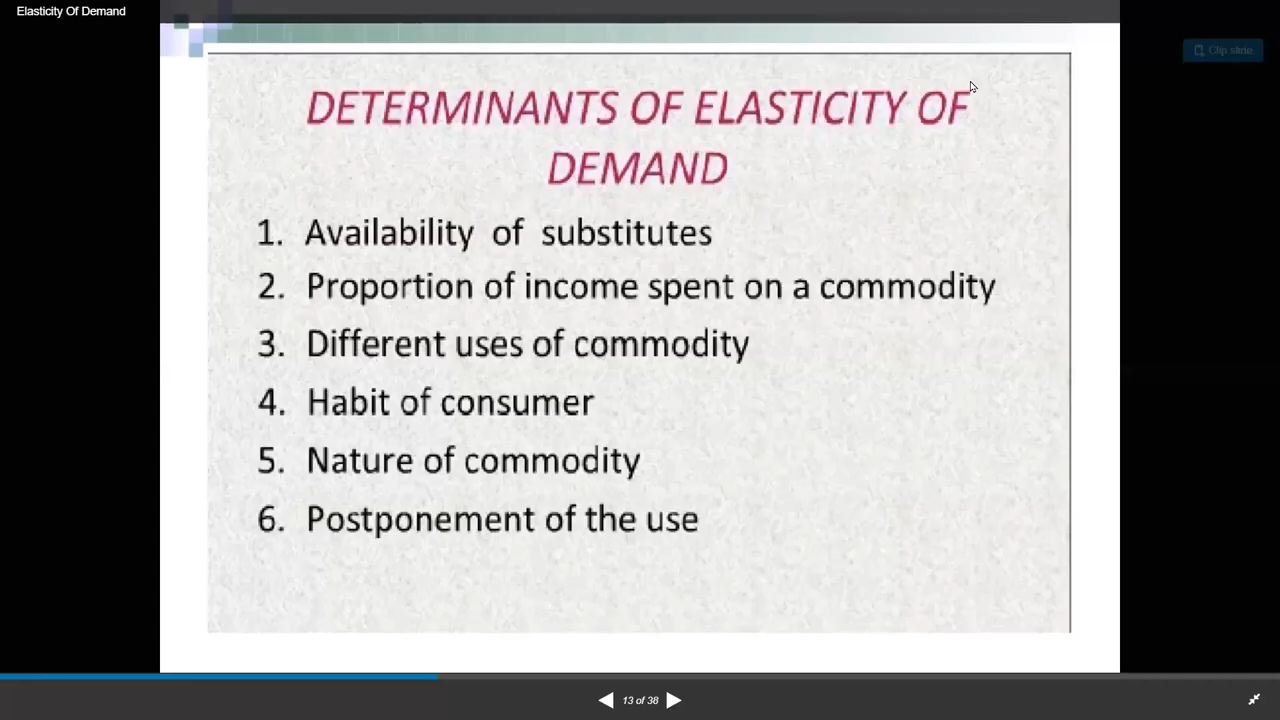 Elasticity Of Demand
Clip slide
DETERMINANTS OF ELASTICITY OF
DEMAND
1. Availability of substitutes
2. Proportion of income spent on a commodity
3. Different uses of commodity
4. Habit of consumer
5. Nature of commodity
6. Postponement of the use
13 of 38